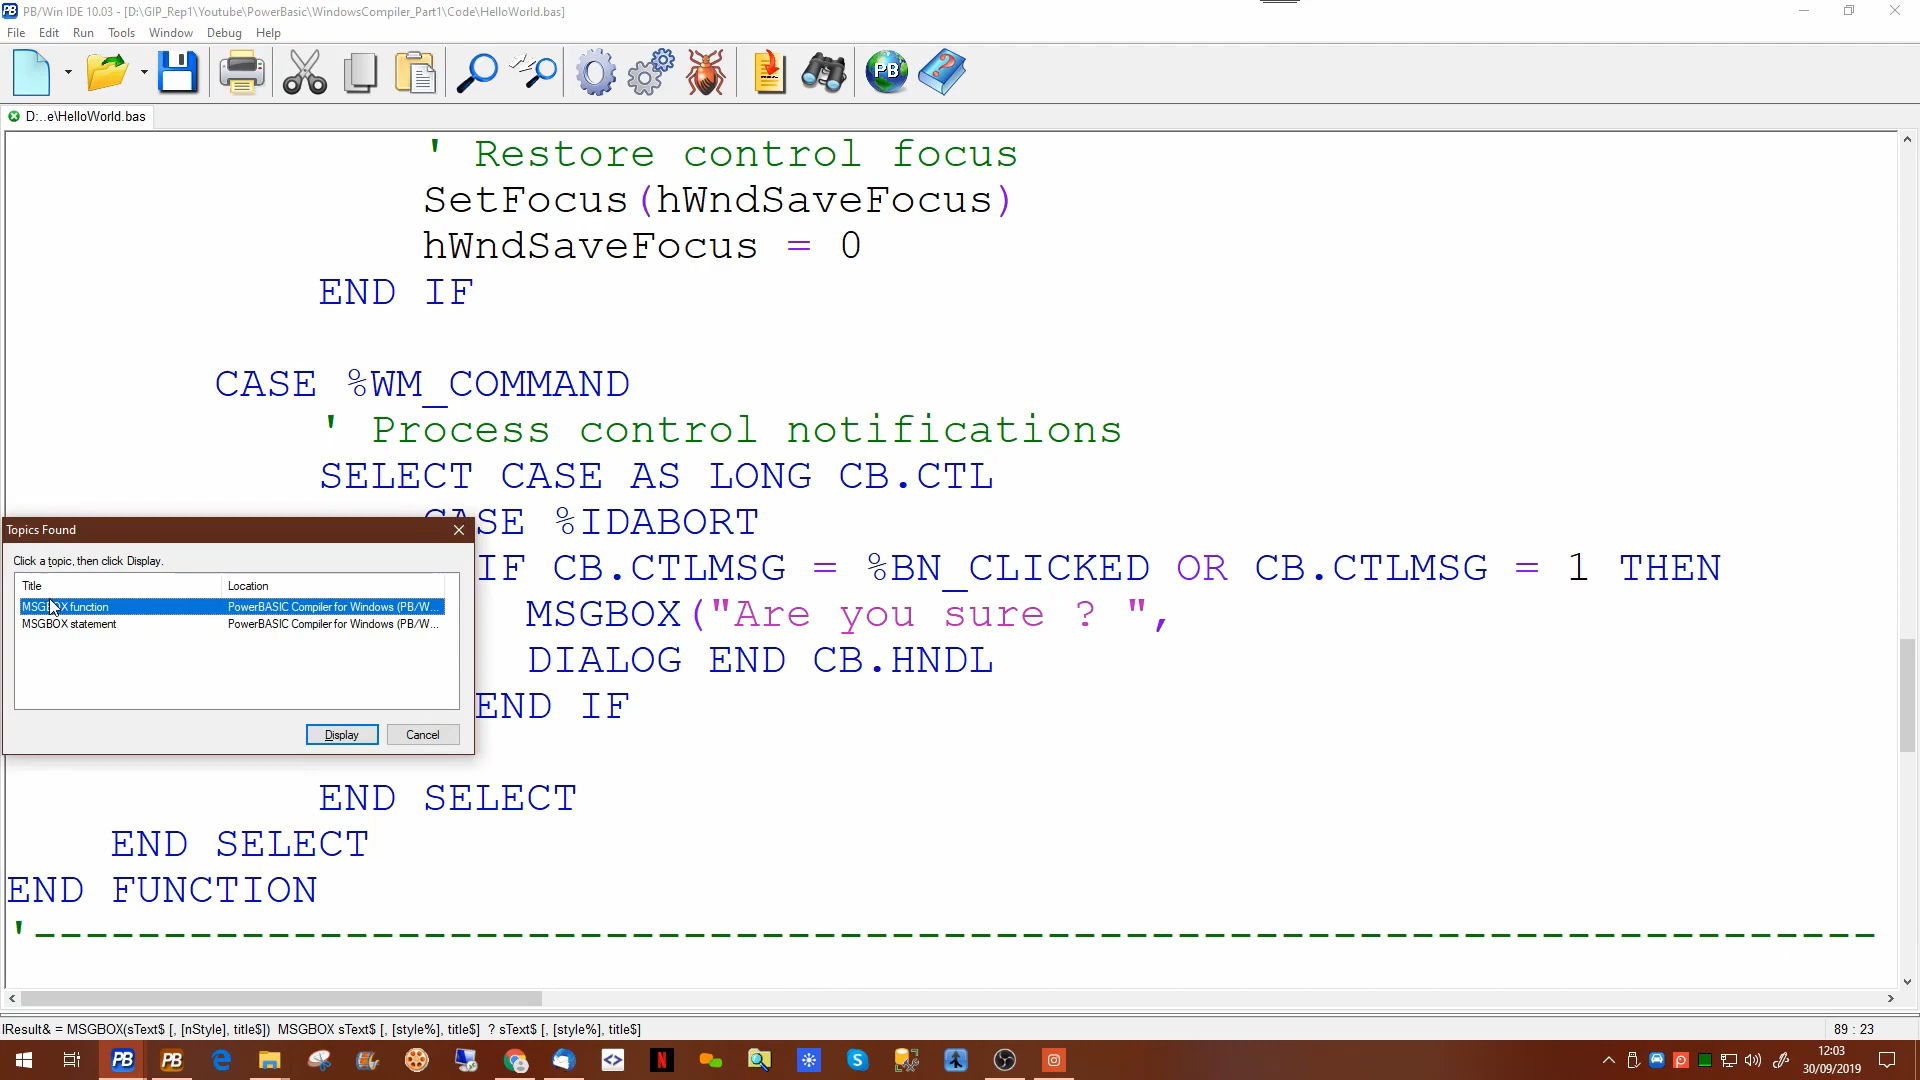 PB/Win IDE 10.03 - [D:\GIP_Rep1\Youtube\PowerBasic\WindowsCompiler_Part1\Code\HelloWorld.bas]
File Edit Run Tools Window Debug Help
PB
D:..e\HelloWorld.bas
' Restore control focus
SetFocus(hWndSaveFocus)
hWndSaveFocus = 0
END IF
CASE %WM_COMMAND
' Process control notifications
SELECT CASE AS LONG CB.CTL
CASE %IDABORT
IF CB.CTLMSG = %BN_CLICKED OR CB.CTLMSG = 1 THEN
MSGBOX("Are you sure ? ",
DIALOG END CB.HNDL
END IF
END SELECT
END SELECT
END FUNCTION
'-----------------------------------------------------------------------
Topics Found
Click a topic, then click Display.
Title Location
MSGBOX function PowerBASIC Compiler for Windows (PB/W...
MSGBOX statement PowerBASIC Compiler for Windows (PB/W...
Display Cancel
lResult& = MSGBOX(sText$ [, [nStyle], title$]) MSGBOX sText$ [, [style%], title$] ? sText$ [, [style%], title$]
89 : 23
PB PB
12:03
30/09/2019